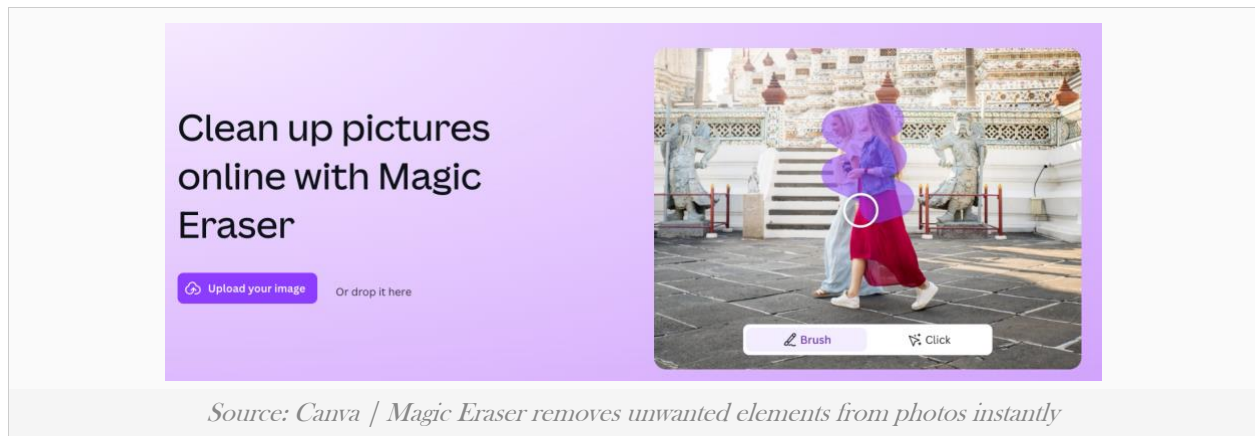 Clean up pictures
online with Magic
Eraser
Upload your image
Or drop it here
Brush
Click
Source: Canva | Magic Eraser removes unwanted elements from photos instantly